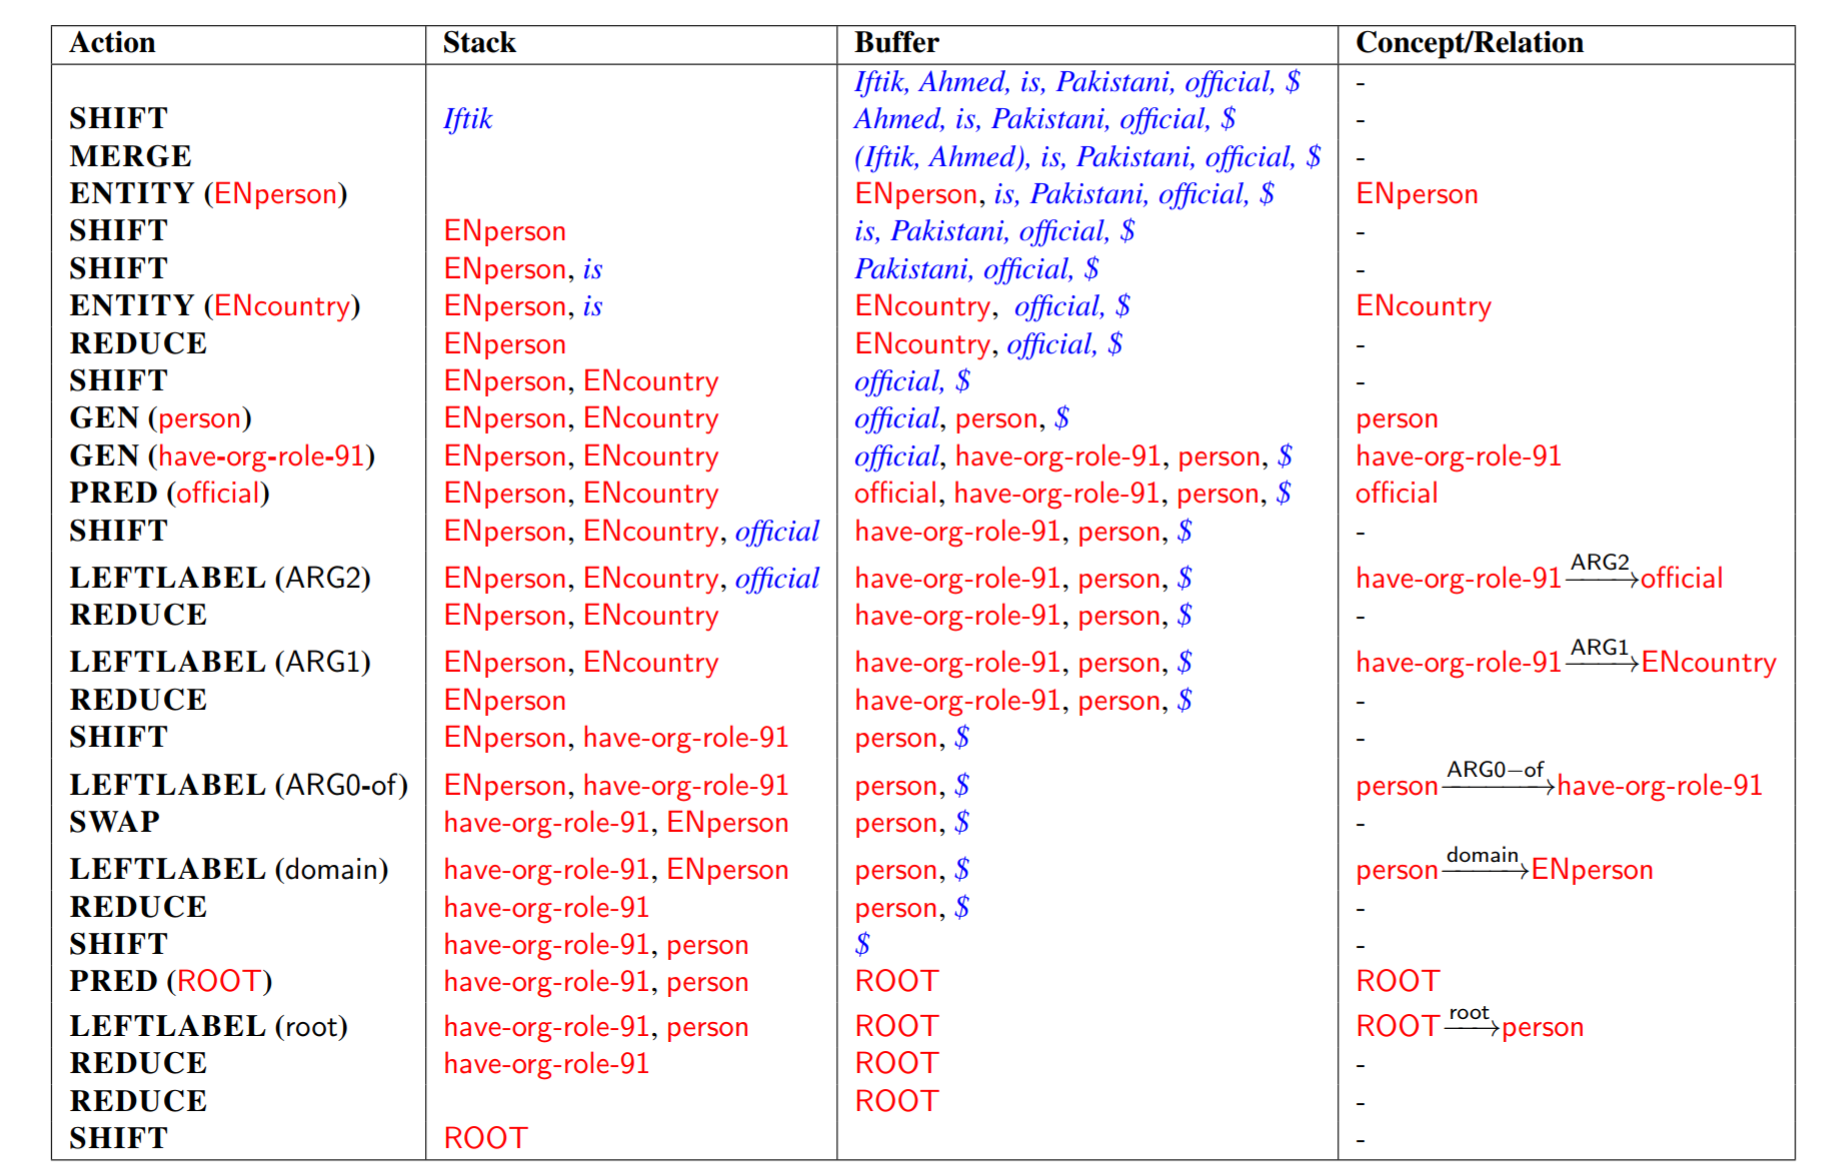 Action Stack Buffer Concept/Relation
Iftik, Ahmed, is, Pakistani, official, $ -
SHIFT Iftik Ahmed, is, Pakistani, official, $ -
MERGE (Iftik, Ahmed), is, Pakistani, official, $ -
ENTITY (ENperson) ENperson, is, Pakistani, official, $ ENperson
SHIFT ENperson is, Pakistani, official, $ -
SHIFT ENperson, is Pakistani, official, $ -
ENTITY (ENcountry) ENperson, is ENcountry, official, $ ENcountry
REDUCE ENperson ENcountry, official, $ -
SHIFT ENperson, ENcountry official, $ -
GEN (person) ENperson, ENcountry official, person, $ person
GEN (have-org-role-91) ENperson, ENcountry official, have-org-role-91, person, $ have-org-role-91
PRED (official) ENperson, ENcountry official, have-org-role-91, person, $ official
SHIFT ENperson, ENcountry, official have-org-role-91, person, $ -
LEFTLABEL (ARG2) ENperson, ENcountry, official have-org-role-91, person, $ have-org-role-91 ARG2→ official
REDUCE ENperson, ENcountry have-org-role-91, person, $ -
LEFTLABEL (ARG1) ENperson, ENcountry have-org-role-91, person, $ have-org-role-91 ARG1→ ENcountry
REDUCE ENperson have-org-role-91, person, $ -
SHIFT ENperson, have-org-role-91 person, $ -
LEFTLABEL (ARG0-of) ENperson, have-org-role-91 person, $ person ARG0−of→ have-org-role-91
SWAP have-org-role-91, ENperson person, $ -
LEFTLABEL (domain) have-org-role-91, ENperson person, $ person domain→ ENperson
REDUCE have-org-role-91 person, $ -
SHIFT have-org-role-91, person $ -
PRED (ROOT) have-org-role-91, person ROOT ROOT
LEFTLABEL (root) have-org-role-91, person ROOT ROOT root→ person
REDUCE have-org-role-91 ROOT -
REDUCE ROOT -
SHIFT ROOT -